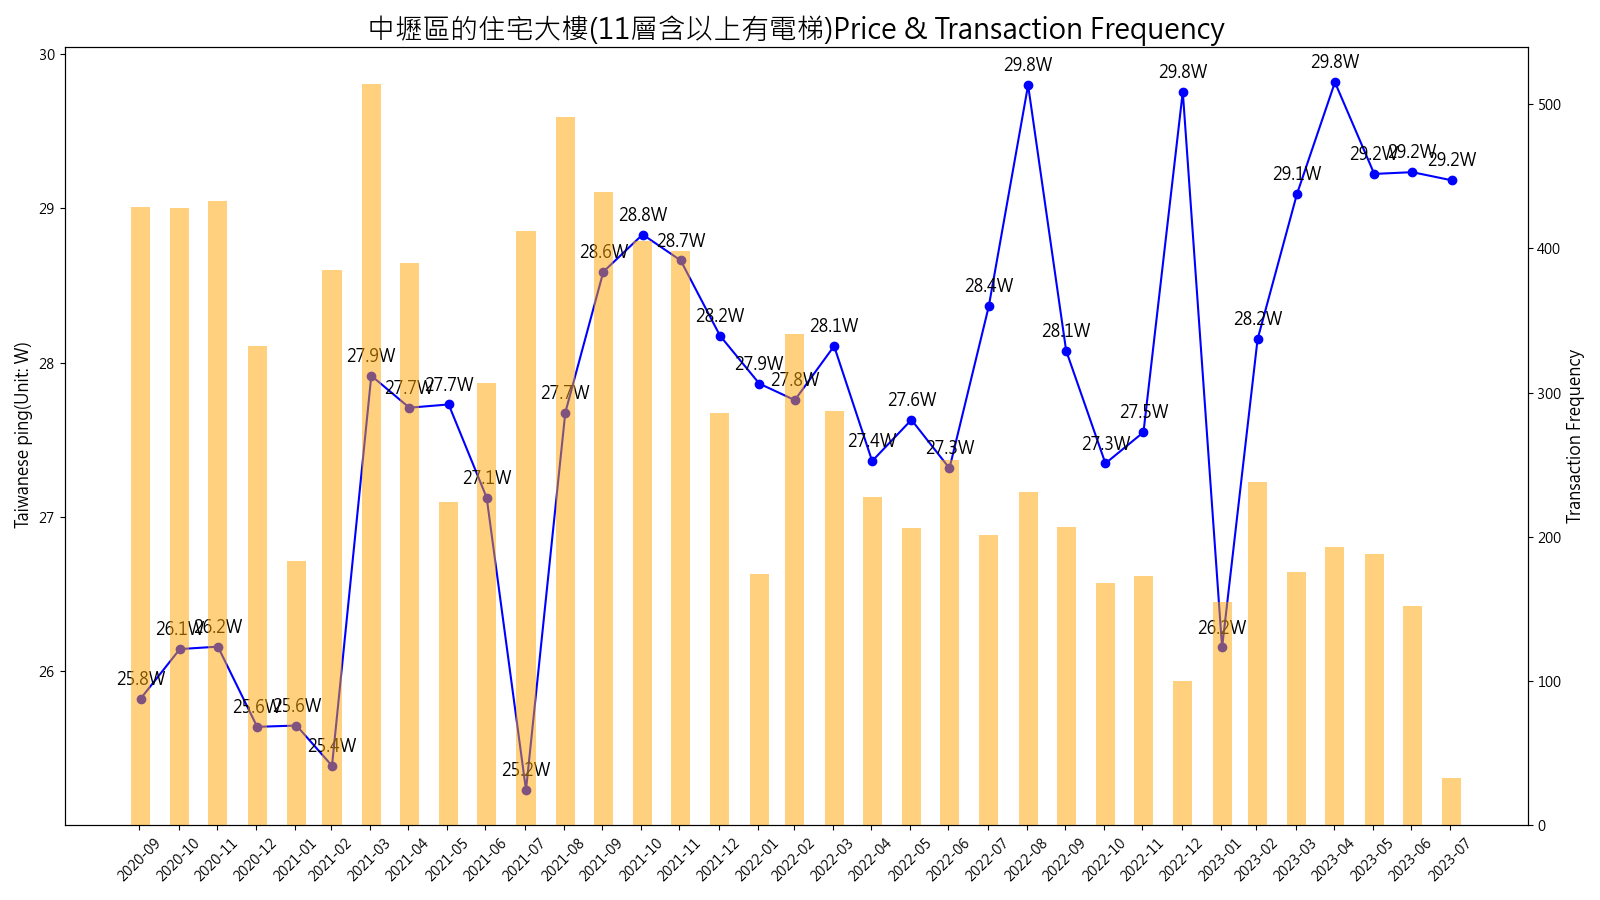 中壢區的住宅大樓(11層含以上有電梯)Price & Transaction Frequency
30
29
28
27
26
Taiwanese ping(Unit: W)
500
400
300
200
100
0
Transaction Frequency
25.8W
26.1W
26.2W
25.6W
25.6W
25.4W
27.9W
27.7W
27.7W
27.1W
25.2W
27.7W
28.6W
28.8W
28.7W
28.2W
27.9W
27.8W
28.1W
27.4W
27.6W
27.3W
28.4W
29.8W
28.1W
27.3W
27.5W
29.8W
26.2W
28.2W
29.1W
29.8W
29.2W
29.2W
29.2W
2020-09
2020-10
2020-11
2020-12
2021-01
2021-02
2021-03
2021-04
2021-05
2021-06
2021-07
2021-08
2021-09
2021-10
2021-11
2021-12
2022-01
2022-02
2022-03
2022-04
2022-05
2022-06
2022-07
2022-08
2022-09
2022-10
2022-11
2022-12
2023-01
2023-02
2023-03
2023-04
2023-05
2023-06
2023-07